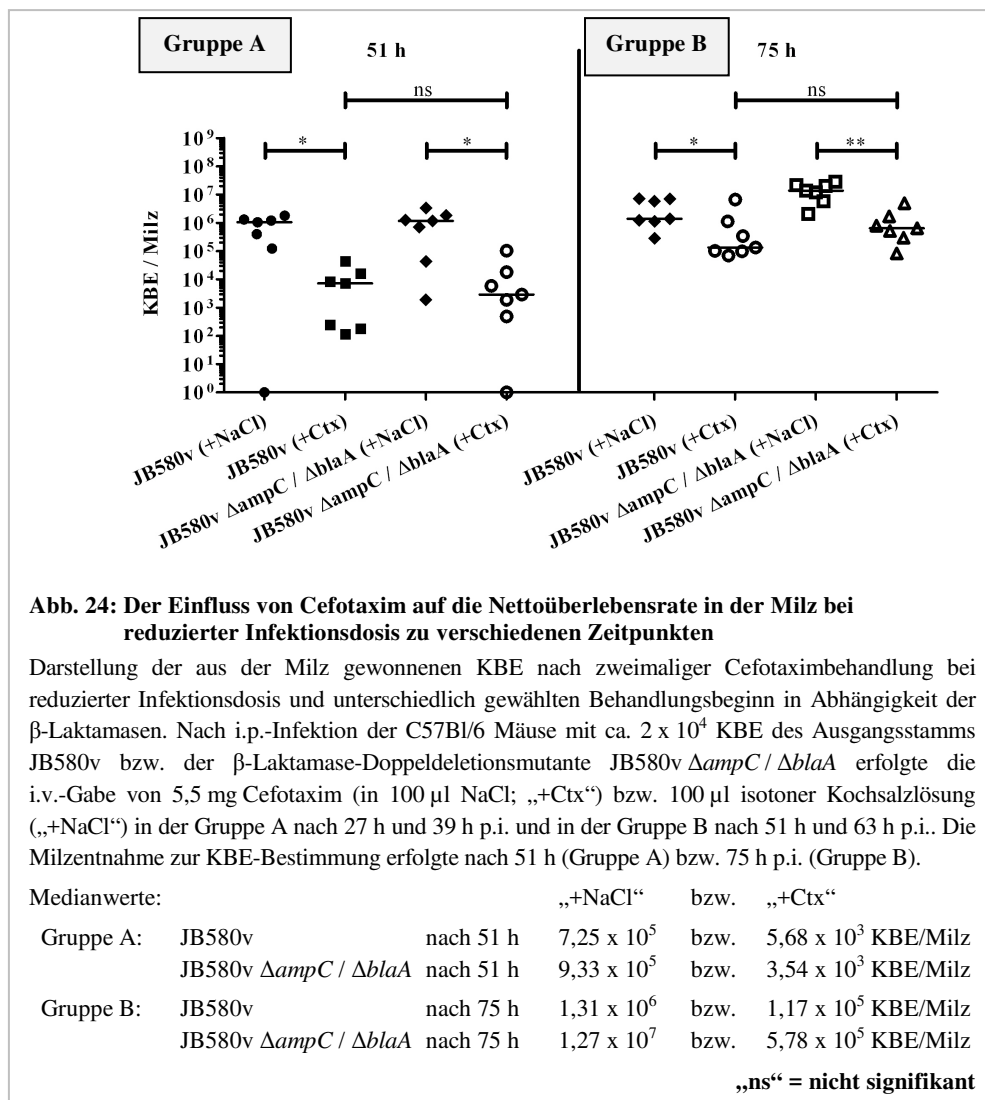 Gruppe A
51 h
Gruppe B
75 h
ns
ns
*
*
*
**
KBE / Milz
10⁹
10⁸
10⁷
10⁶
10⁵
10⁴
10³
10²
10¹
10⁰
JB580v (+NaCl)
JB580v (+Ctx)
JB580v ΔampC / ΔblaA (+NaCl)
JB580v ΔampC / ΔblaA (+Ctx)
JB580v (+NaCl)
JB580v (+Ctx)
JB580v ΔampC / ΔblaA (+NaCl)
JB580v ΔampC / ΔblaA (+Ctx)
Abb. 24: Der Einfluss von Cefotaxim auf die Nettoüberlebensrate in der Milz bei
reduzierter Infektionsdosis zu verschiedenen Zeitpunkten
Darstellung der aus der Milz gewonnenen KBE nach zweimaliger Cefotaximbehandlung bei
reduzierter Infektionsdosis und unterschiedlich gewählten Behandlungsbeginn in Abhängigkeit der
β-Laktamasen. Nach i.p.-Infektion der C57Bl/6 Mäuse mit ca. 2 x 10⁴ KBE des Ausgangsstamms
JB580v bzw. der β-Laktamase-Doppeldeletionsmutante JB580v ΔampC / ΔblaA erfolgte die
i.v.-Gabe von 5,5 mg Cefotaxim (in 100 µl NaCl; „+Ctx“) bzw. 100 µl isotoner Kochsalzlösung
(„+NaCl“) in der Gruppe A nach 27 h und 39 h p.i. und in der Gruppe B nach 51 h und 63 h p.i.. Die
Milzentnahme zur KBE-Bestimmung erfolgte nach 51 h (Gruppe A) bzw. 75 h p.i. (Gruppe B).
Medianwerte: „+NaCl“ bzw. „+Ctx“
Gruppe A: JB580v nach 51 h 7,25 x 10⁵ bzw. 5,68 x 10³ KBE/Milz
JB580v ΔampC / ΔblaA nach 51 h 9,33 x 10⁵ bzw. 3,54 x 10³ KBE/Milz
Gruppe B: JB580v nach 75 h 1,31 x 10⁶ bzw. 1,17 x 10⁵ KBE/Milz
JB580v ΔampC / ΔblaA nach 75 h 1,27 x 10⁷ bzw. 5,78 x 10⁵ KBE/Milz
„ns“ = nicht signifikant